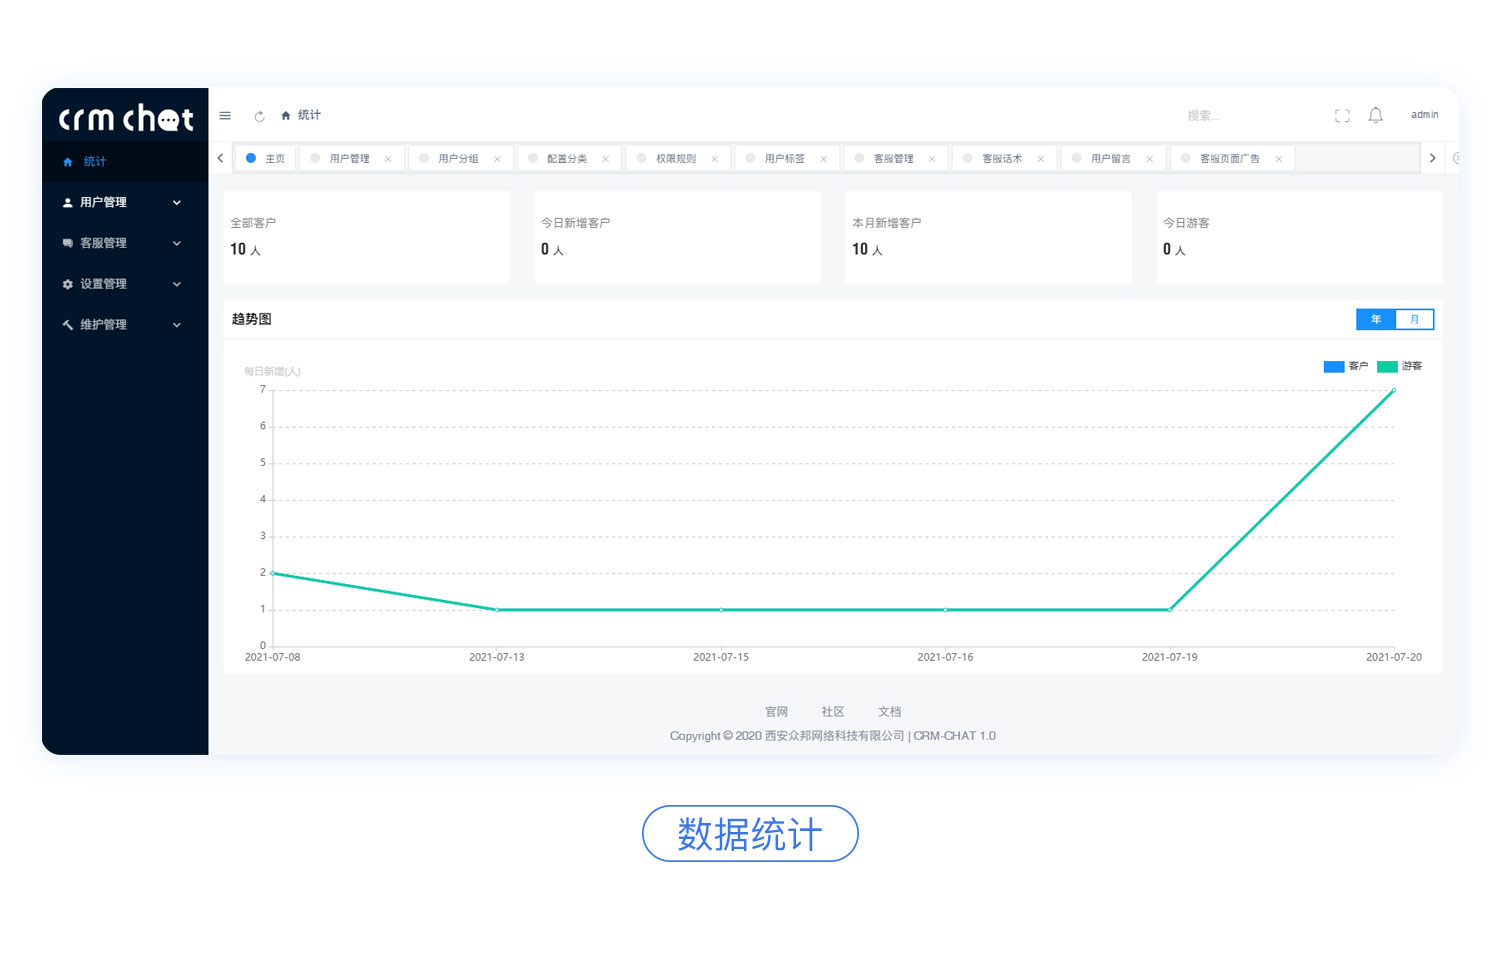 crm chat
统计
搜索...
admin
统计
主页
用户管理
用户分组
配置分类
权限规则
用户标签
客服管理
客服话术
用户留言
客服页面广告
用户管理
客服管理
设置管理
维护管理
全部客户
10 人
今日新增客户
0 人
本月新增客户
10 人
今日游客
0 人
趋势图
年
月
每日新增(人)
客户
游客
7
6
5
4
3
2
1
0
2021-07-08
2021-07-13
2021-07-15
2021-07-16
2021-07-19
2021-07-20
官网
社区
文档
Copyright © 2020 西安众邦网络科技有限公司 | CRM-CHAT 1.0
数据统计